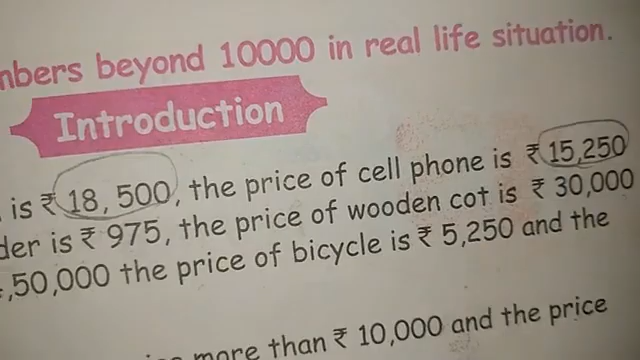 nbers beyond 10000 in real life situation.
Introduction
is ₹ 18, 500, the price of cell phone is ₹ 15,250
der is ₹ 975, the price of wooden cot is ₹ 30,000
,50,000 the price of bicycle is ₹ 5,250 and the
more than ₹ 10,000 and the price